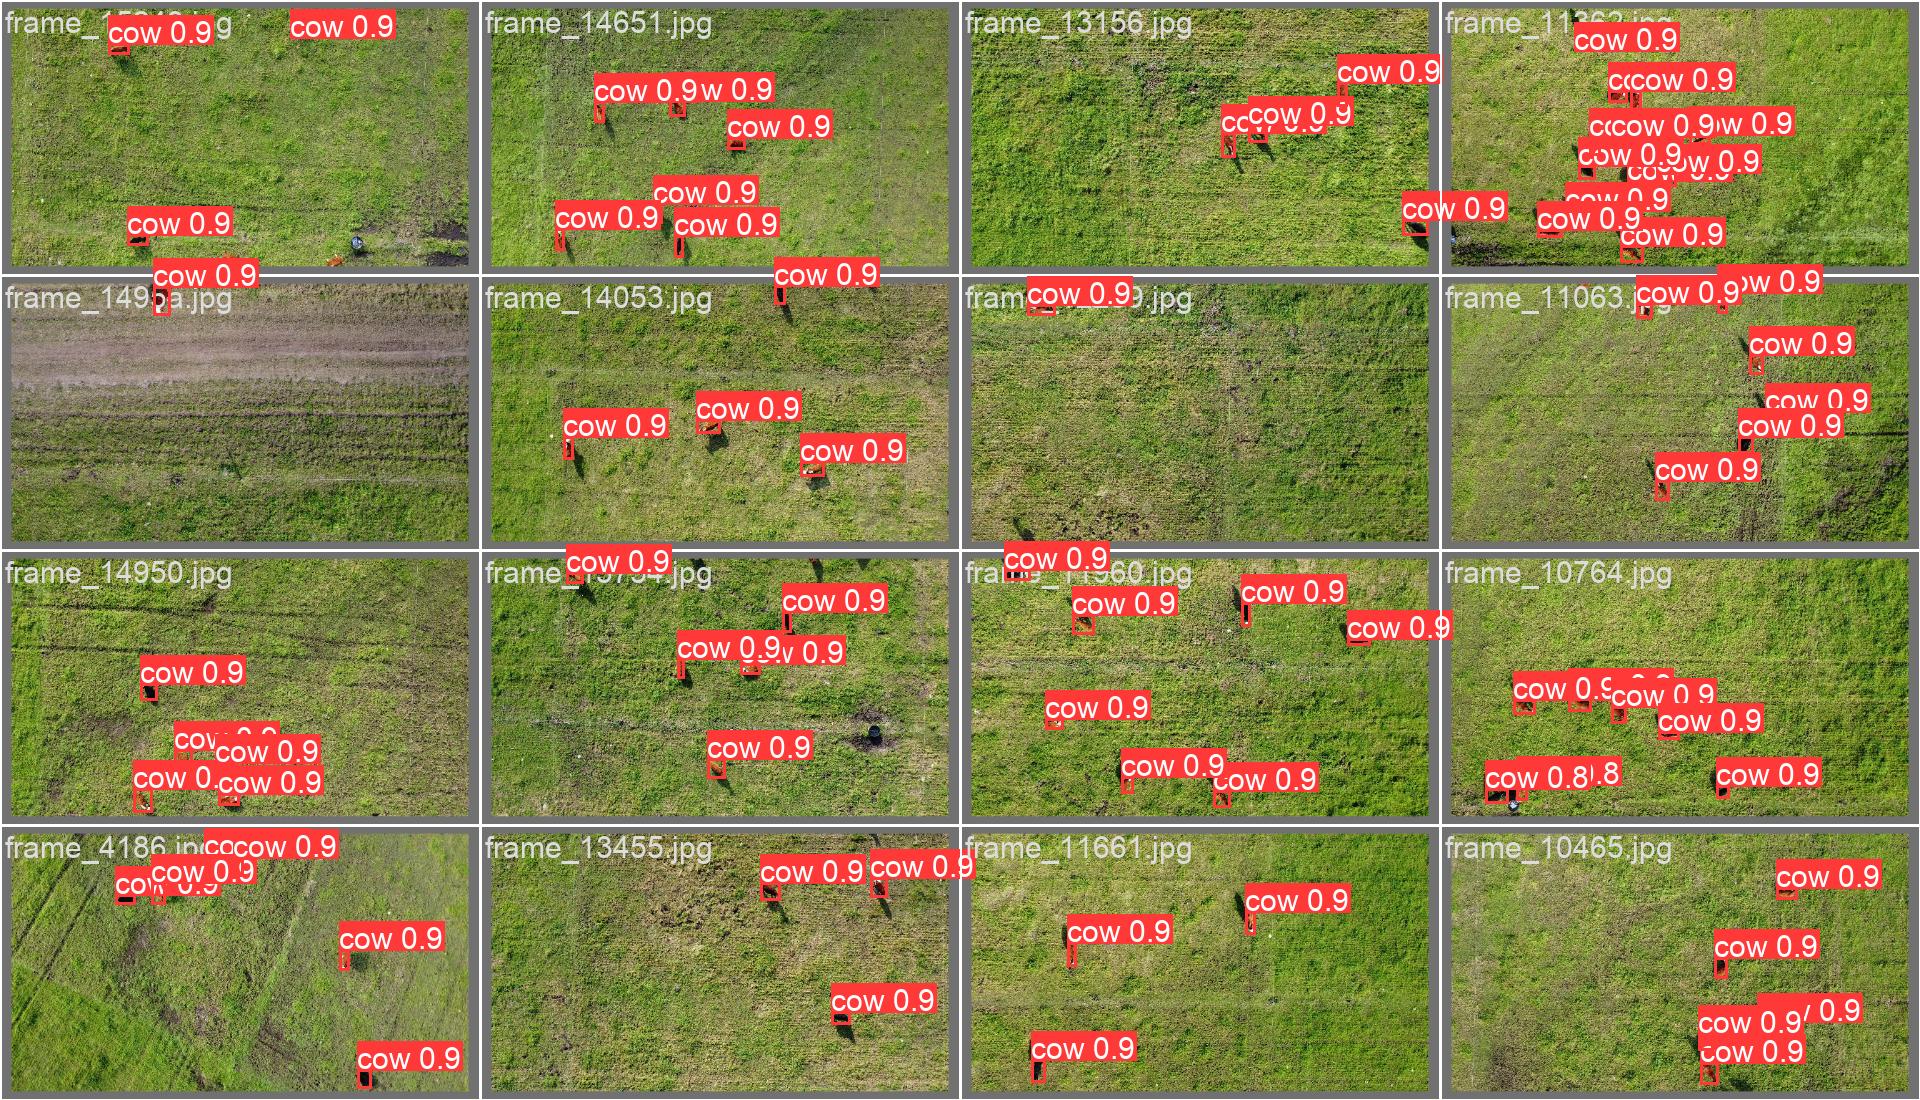 cow 0.9
cow 0.9
cow 0.9
frame_14651.jpg
cow 0.9
w 0.9
cow 0.9
cow 0.9
cow 0.9
cow 0.9
frame_13156.jpg
cow 0.9
cow 0.9
cow 0.9
cow 0.9
cow 0.9
cow 0.9
cow 0.9
cow 0.9
cow 0.9
cow 0.9
cow 0.9
frame_14053.jpg
cow 0.9
cow 0.9
cow 0.9
cow 0.9
cow 0.9
frame_11063.jpg
cow 0.9
cow 0.9
cow 0.9
cow 0.9
cow 0.9
frame_14950.jpg
cow 0.9
cow 0.9
cow 0.9
cow 0.9
cow 0.9
cow 0.9
cow 0.9
cow 0.9
cow 0.9
cow 0.9
cow 0.9
cow 0.9
cow 0.9
cow 0.9
frame_10764.jpg
cow 0.9
cow 0.9
cow 0.9
cow 0.8
cow 0.9
frame_4186.jpg
cow 0.9
cow 0.9
cow 0.9
cow 0.9
frame_13455.jpg
cow 0.9
cow 0.9
cow 0.9
frame_11661.jpg
cow 0.9
cow 0.9
cow 0.9
frame_10465.jpg
cow 0.9
cow 0.9
cow 0.9
cow 0.9